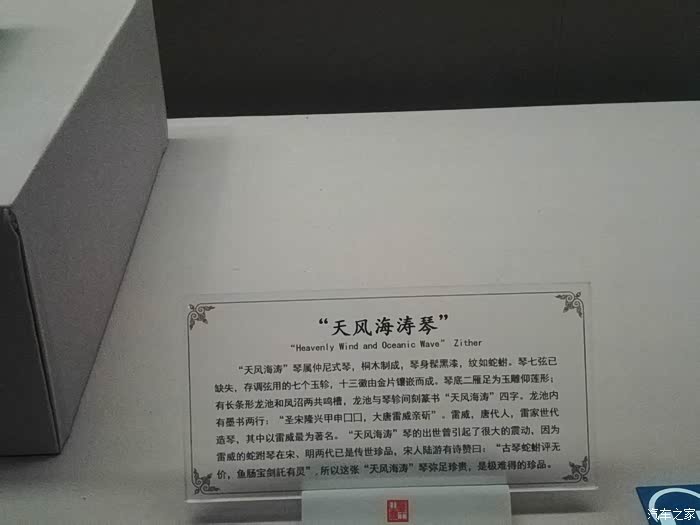 “天风海涛琴”
“Heavenly Wind and Oceanic Wave” Zither
“天风海涛”琴属仲尼式琴，桐木制成，琴身髹黑漆，纹如蛇蚹。琴七弦已
缺失，存调弦用的七个玉轸，十三徽由金片镶嵌而成。琴底二雁足为玉雕仰莲形；
有长条形龙池和凤沼两共鸣槽，龙池与琴轸间刻篆书“天风海涛”四字。龙池内
有墨书两行：“圣宋隆兴甲申囗囗，大唐雷威亲斫”。雷威，唐代人，雷家世代
造琴，其中以雷威最为著名。“天风海涛”琴的出世曾引起了很大的震动，因为
雷威的蛇跗琴在宋、明两代已是传世珍品，宋人陆游有诗赞曰：“古琴蛇蚹评无
价，鱼肠宝剑託有灵”，所以这张“天风海涛”琴弥足珍贵，是极难得的珍品。
汽车之家